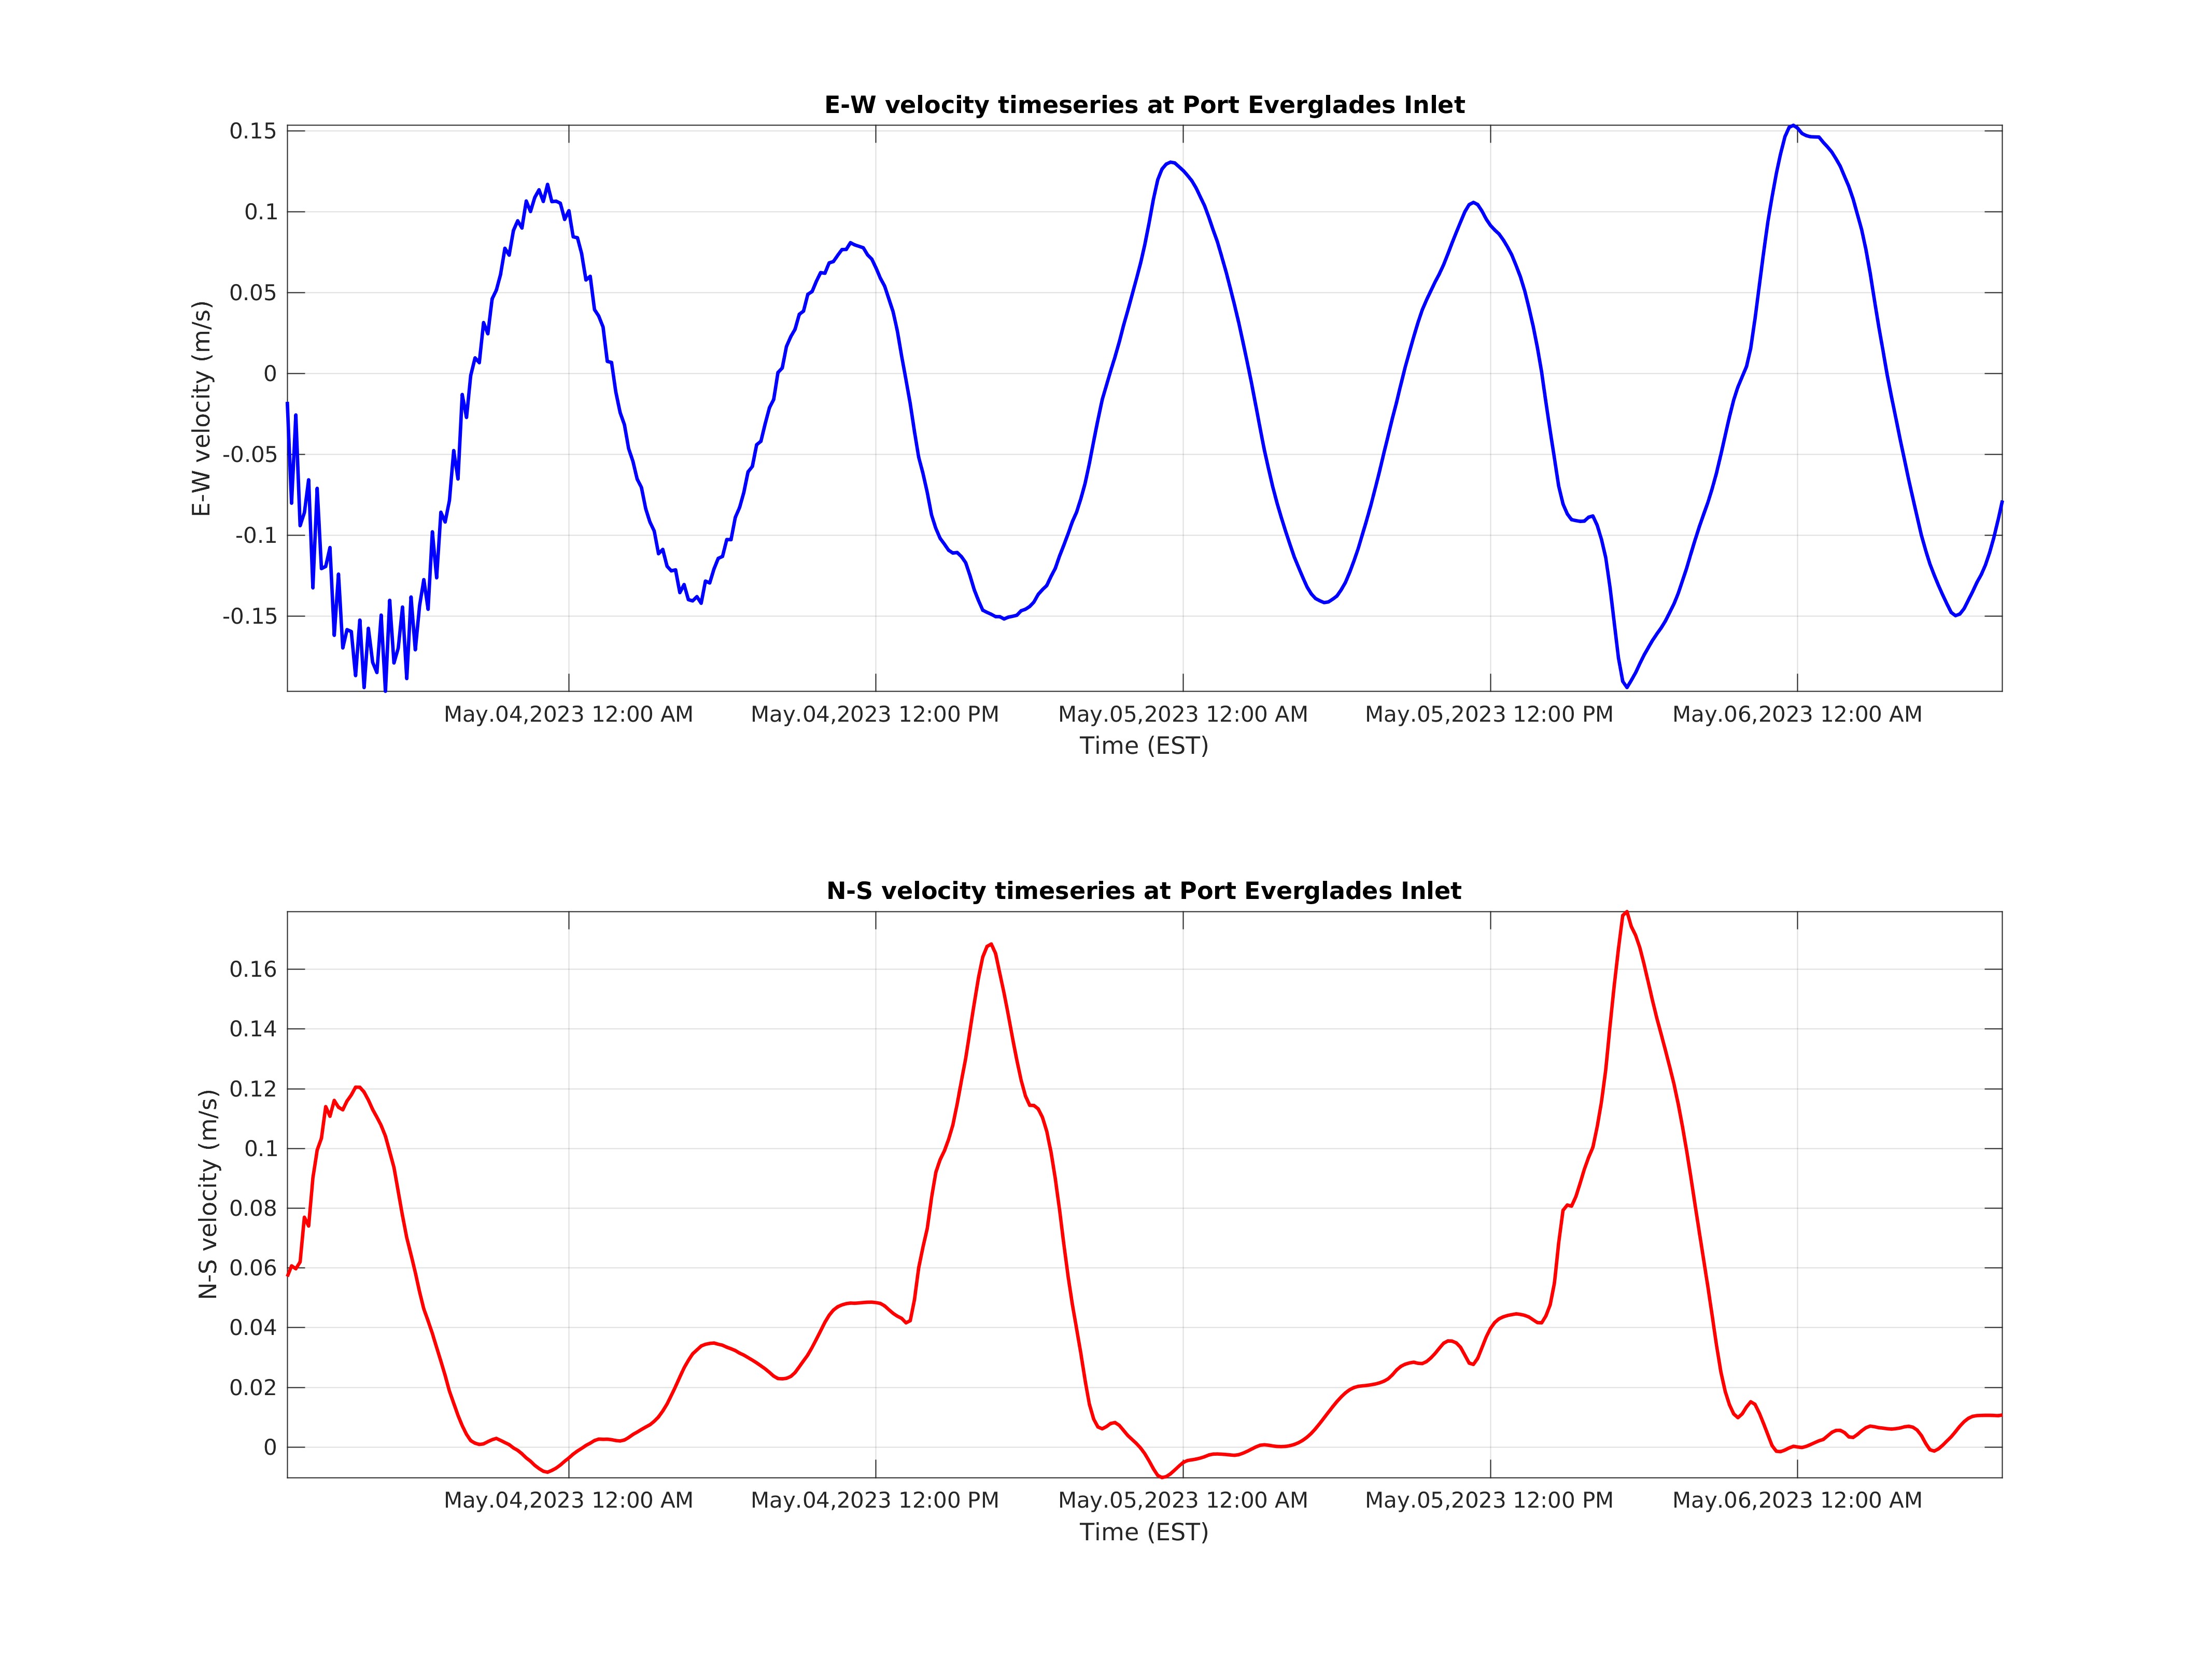 E-W velocity timeseries at Port Everglades Inlet
E-W velocity (m/s)
0.15
0.1
0.05
0
-0.05
-0.1
-0.15
May.04,2023 12:00 AM May.04,2023 12:00 PM May.05,2023 12:00 AM May.05,2023 12:00 PM May.06,2023 12:00 AM
Time (EST)
N-S velocity timeseries at Port Everglades Inlet
N-S velocity (m/s)
0.16
0.14
0.12
0.1
0.08
0.06
0.04
0.02
0
May.04,2023 12:00 AM May.04,2023 12:00 PM May.05,2023 12:00 AM May.05,2023 12:00 PM May.06,2023 12:00 AM
Time (EST)